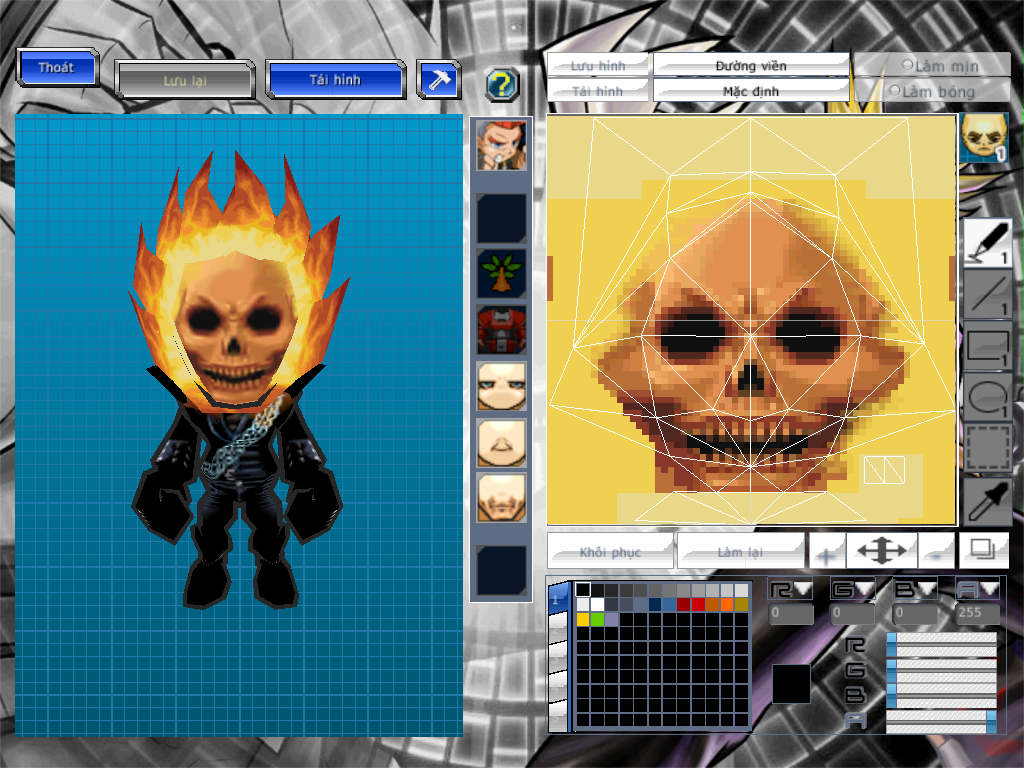 Thoát
Lưu lại
Tải hình
?
Lưu hình
Đường viền
Làm mịn
Tải hình
Mặc định
Làm bóng
1
1
1
1
1
Khôi phục
Làm lại
+
-
1
R
G
B
A
0
0
0
255
R
G
B
A